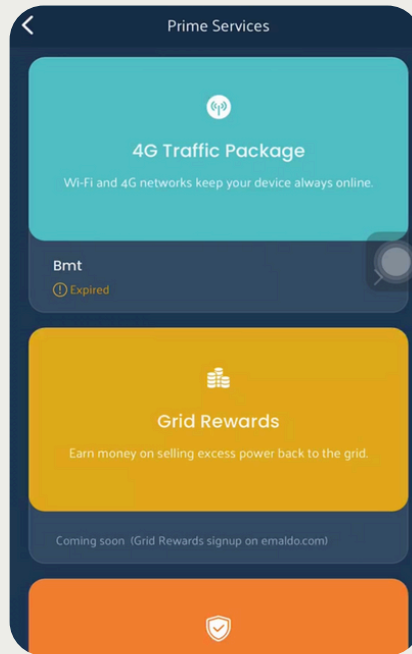 Prime Services
4G Traffic Package
Wi-Fi and 4G networks keep your device always online.
Bmt
Expired
Grid Rewards
Earn money on selling excess power back to the grid.
Coming soon (Grid Rewards signup on emaldo.com)